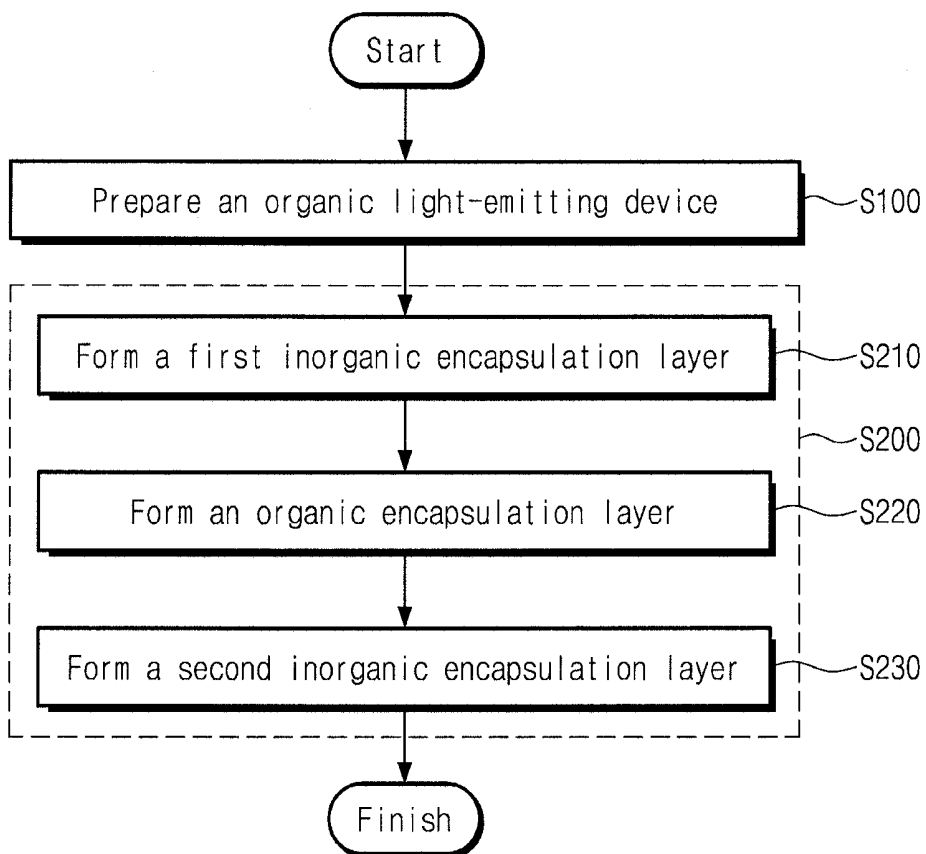 Start
Prepare an organic light-emitting device
S100
Form a first inorganic encapsulation layer
S210
S200
Form an organic encapsulation layer
S220
Form a second inorganic encapsulation layer
S230
Finish